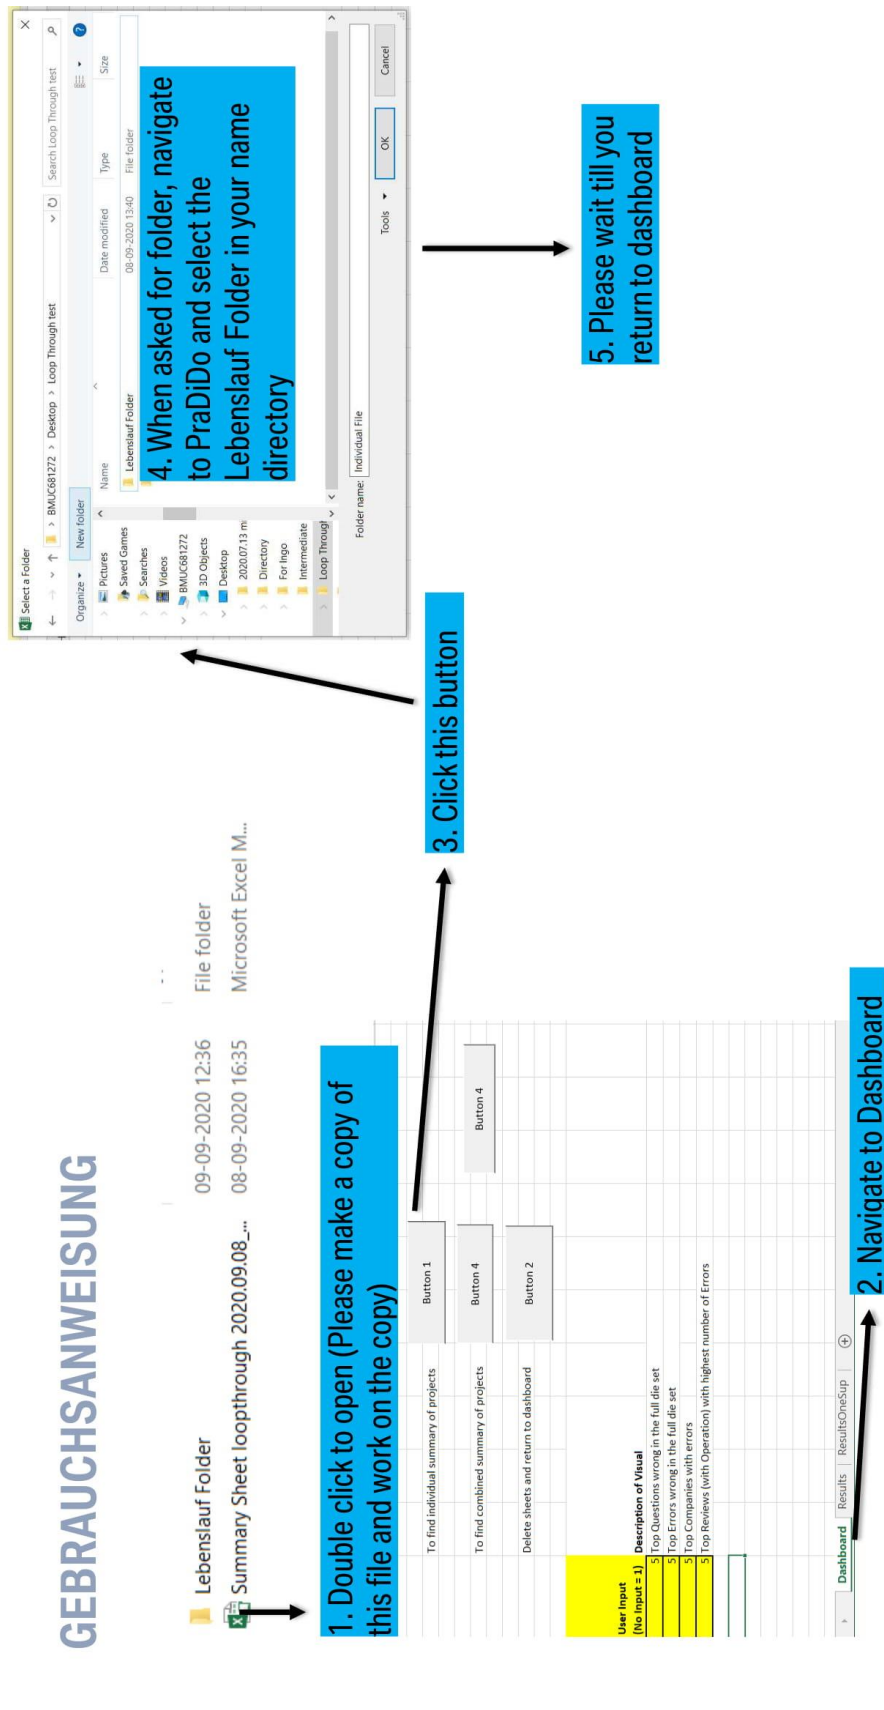 GEBRAUCHSANWEISUNG
Lebenslauf Folder 09-09-2020 12:36 File folder
Summary Sheet loopthrough 2020.09.08_... 08-09-2020 16:35 Microsoft Excel M...
1. Double click to open (Please make a copy of
this file and work on the copy)
To find individual summary of projects
Button 1
To find combined summary of projects
Button 4
Button 4
Delete sheets and return to dashboard
Button 2
User Input
(No Input = 1) Description of Visual
5 Top Questions wrong in the full die set
5 Top Errors wrong in the full die set
5 Top Companies with errors
5 Top Reviews (with Operation) with highest number of Errors
Dashboard Results ResultsOneSup
2. Navigate to Dashboard
3. Click this button
Select a Folder
> BMUC681272 > Desktop > Loop Through test
Search Loop Through test
Organize New folder
Name Date modified Type Size
Lebenslauf Folder 08-09-2020 13:40 File folder
Pictures
Saved Games
Searches
Videos
BMUC681272
3D Objects
Desktop
2020.07.13 mi
Directory
For Ingo
Intermediate
Loop Through
Folder name: Individual File
Tools OK Cancel
4. When asked for folder, navigate
to PraDiDo and select the
Lebenslauf Folder in your name
directory
5. Please wait till you
return to dashboard